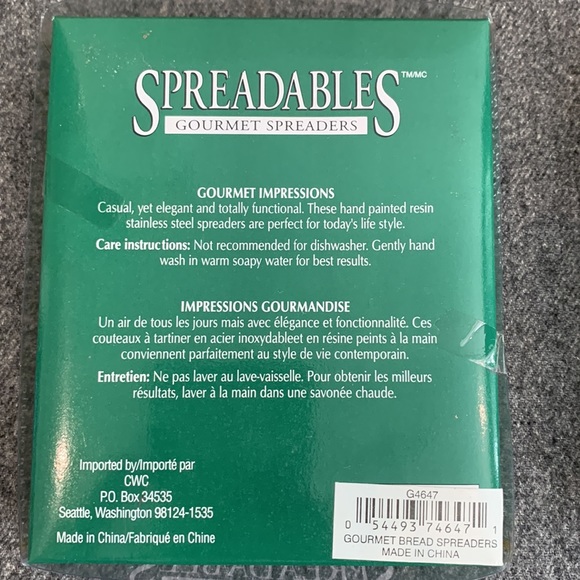 SPREADABLES TM/MC
GOURMET SPREADERS
GOURMET IMPRESSIONS
Casual, yet elegant and totally functional. These hand painted resin
stainless steel spreaders are perfect for today's life style.
Care instructions: Not recommended for dishwasher. Gently hand
wash in warm soapy water for best results.
IMPRESSIONS GOURMANDISE
Un air de tous les jours mais avec élégance et fonctionnalité. Ces
couteaux à tartiner en acier inoxydableet en résine peints à la main
conviennent parfaitement au style de vie contemporain.
Entretien: Ne pas laver au lave-vaisselle. Pour obtenir les milleurs
résultats, laver à la main dans une savonée chaude.
Imported by/Importé par
CWC
P.O. Box 34535
Seattle, Washington 98124-1535
Made in China/Fabriqué en Chine
G4647
0 54493 74647 1
GOURMET BREAD SPREADERS
MADE IN CHINA